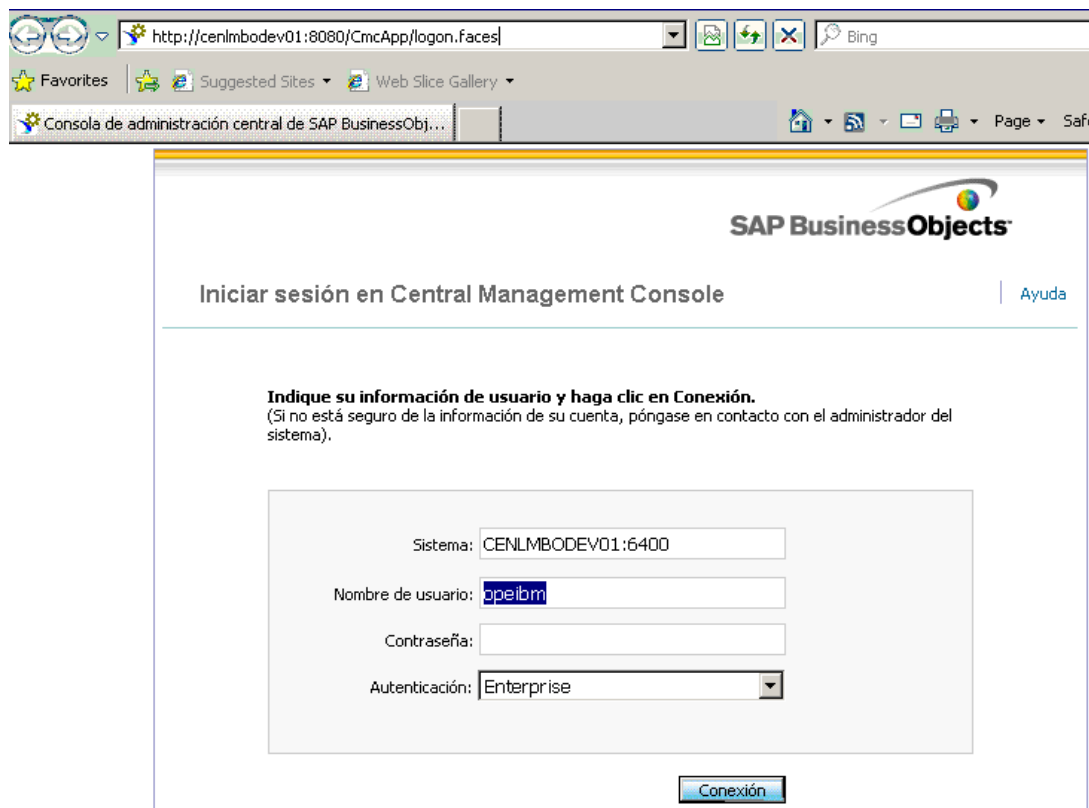 http://cenlmbodev01:8080/CmcApp/logon.faces
Bing
Favorites
Suggested Sites
Web Slice Gallery
Consola de administración central de SAP BusinessObj...
Page
Safe
SAP BusinessObjects
Iniciar sesión en Central Management Console
Ayuda
Indique su información de usuario y haga clic en Conexión.
(Si no está seguro de la información de su cuenta, póngase en contacto con el administrador del
sistema).
Sistema: CENLMBODEV01:6400
Nombre de usuario: opeibm
Contraseña:
Autenticación: Enterprise
Conexión